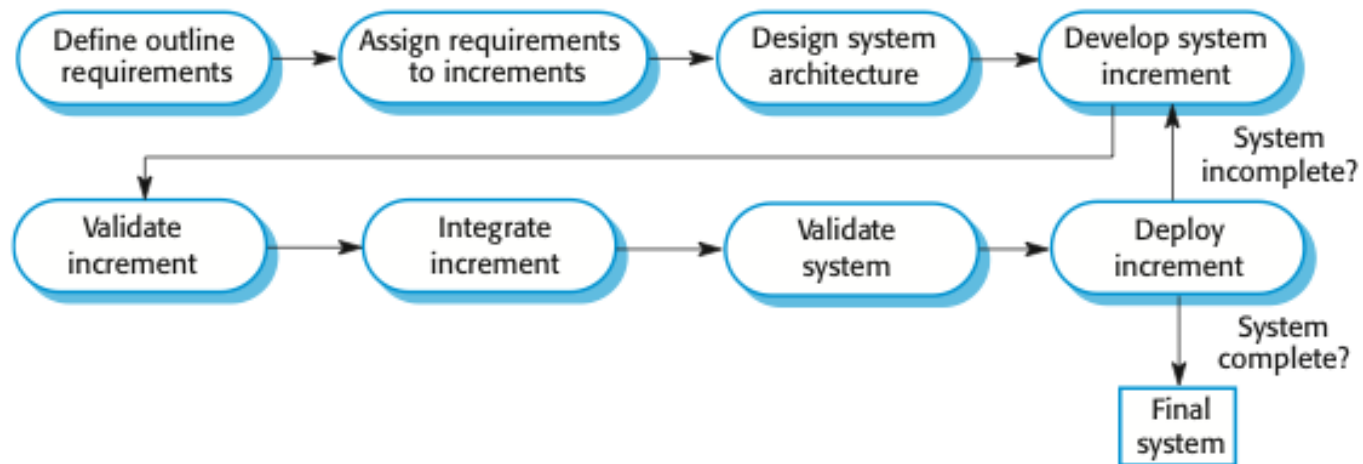 Define outline
requirements
Assign requirements
to increments
Design system
architecture
Develop system
increment
System
incomplete?
Validate
increment
Integrate
increment
Validate
system
Deploy
increment
System
complete?
Final
system